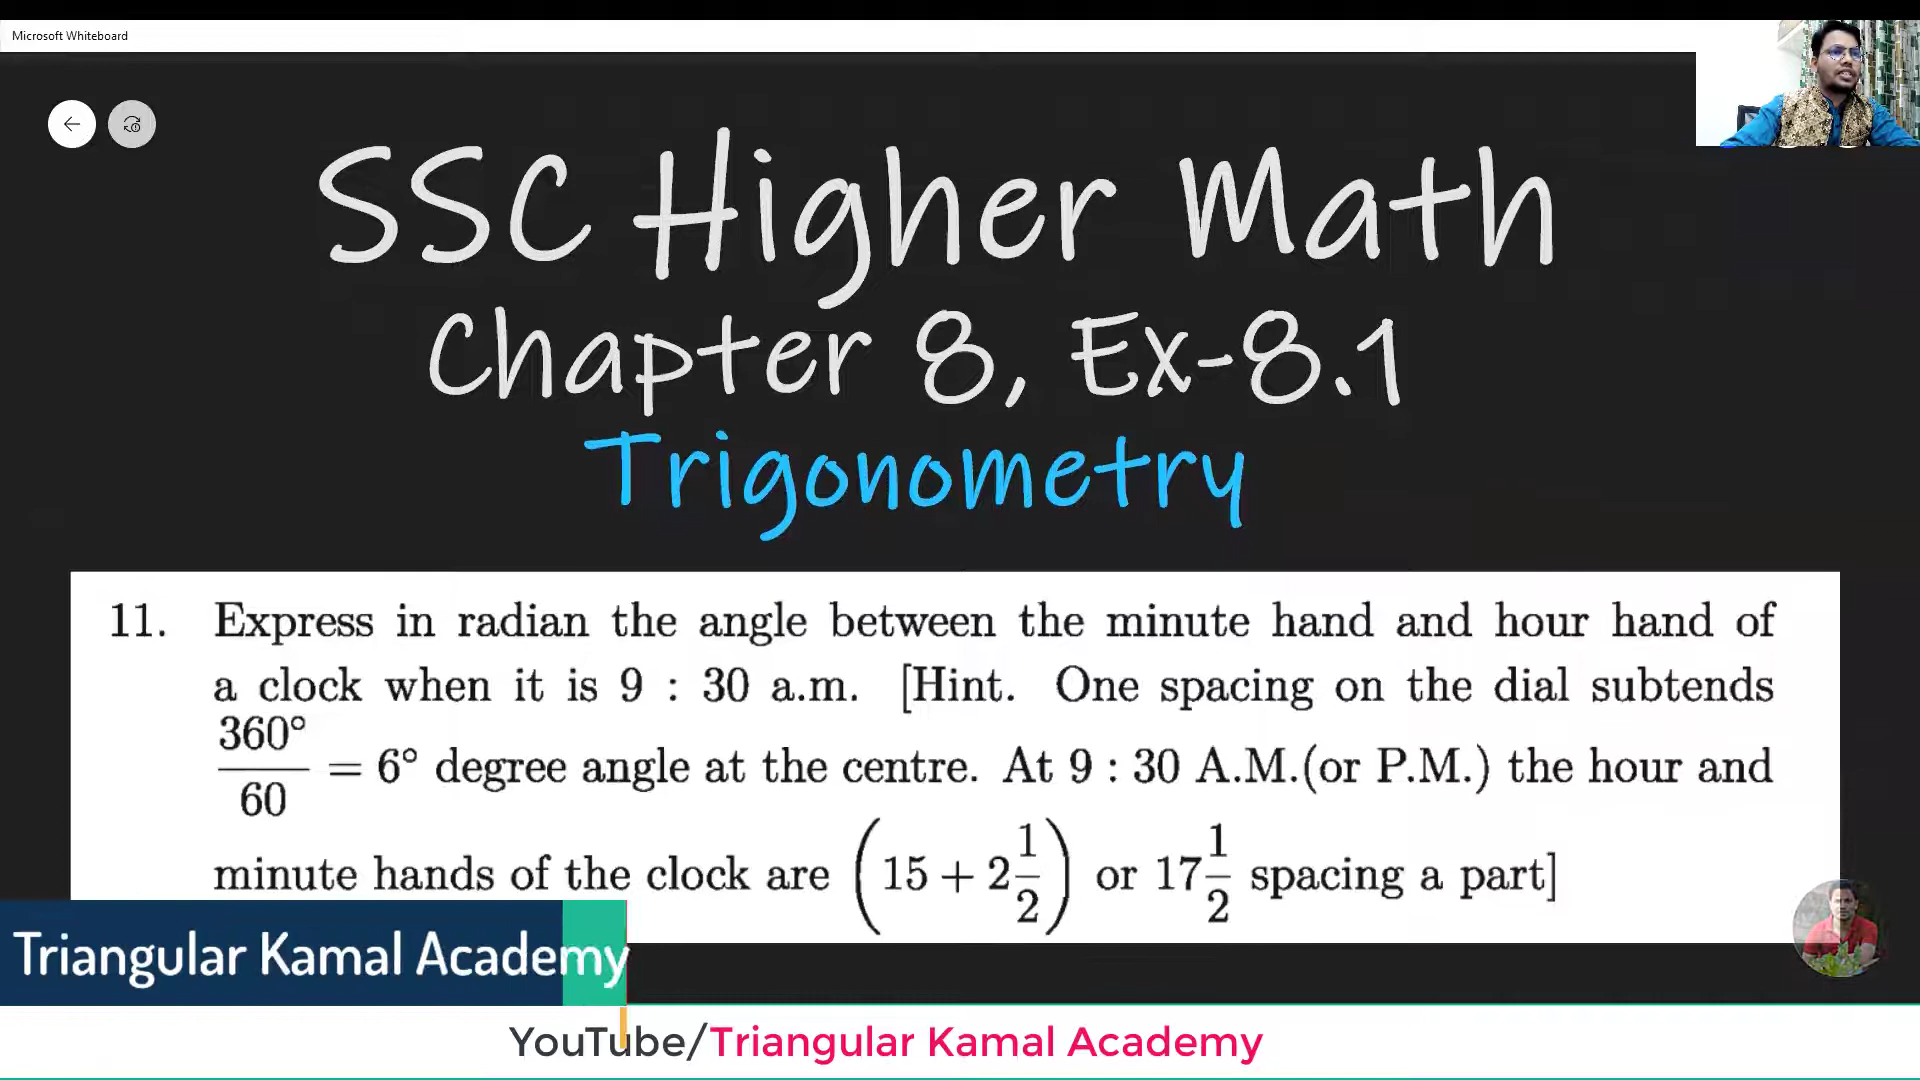 Microsoft Whiteboard
SSC Higher Math
Chapter 8, Ex-8.1
Trigonometry
11. Express in radian the angle between the minute hand and hour hand of
a clock when it is 9 : 30 a.m. [Hint. One spacing on the dial subtends
360°/60 = 6° degree angle at the centre. At 9 : 30 A.M.(or P.M.) the hour and
minute hands of the clock are (15 + 2 1/2) or 17 1/2 spacing a part]
Triangular Kamal Academy
YouTube/Triangular Kamal Academy